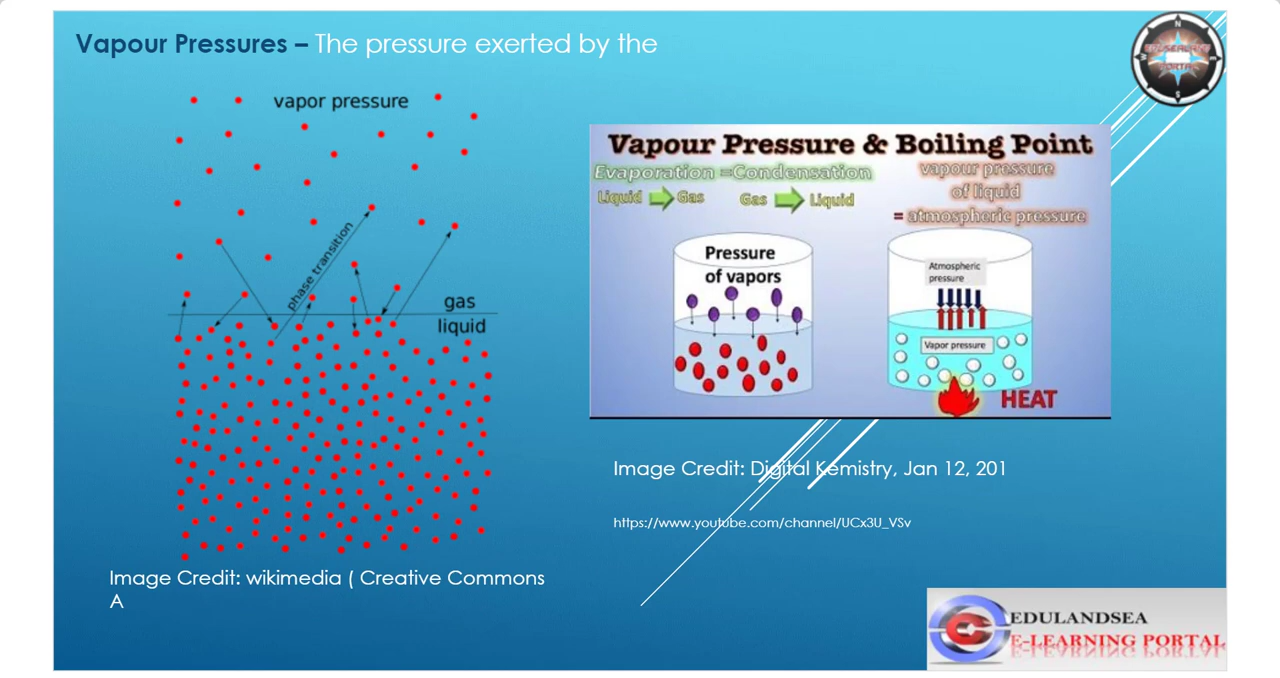 Vapour Pressures – The pressure exerted by the
vapor pressure
phase transition
gas
liquid
Image Credit: wikimedia ( Creative Commons
A
Vapour Pressure & Boiling Point
Evaporation =Condensation
Liquid Gas Gas Liquid
vapour pressure
of liquid
= atmospheric pressure
Pressure
of vapors
Atmospheric
pressure
Vapor pressure
HEAT
Image Credit: Digital Kemistry, Jan 12, 201
https://www.youtube.com/channel/UCx3U_VSv
N
E
S
W
PORTAL
EDULANDSEA
E-LEARNING PORTAL